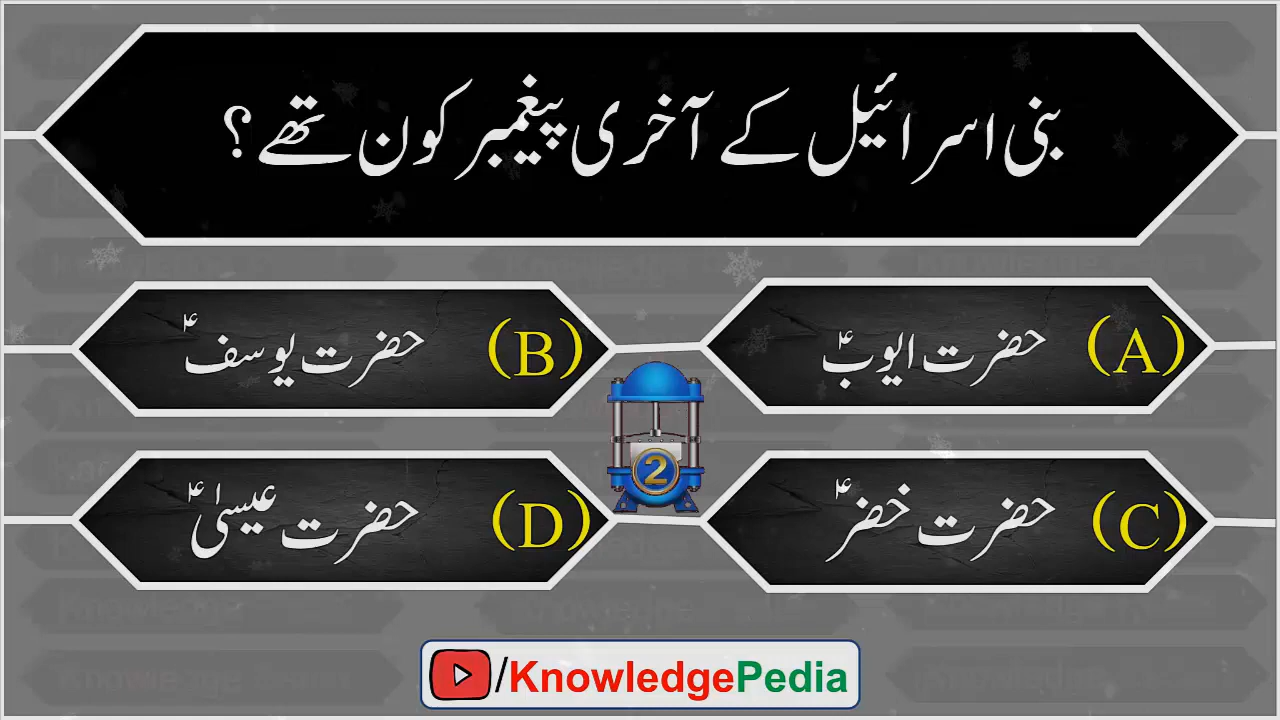 بنی اسرائیل کے آخری پیغمبر کون تھے؟
(A) حضرت ایوبؑ
(B) حضرت یوسفؑ
(C) حضرت خضرؑ
(D) حضرت عیسیٰؑ
2
/KnowledgePedia